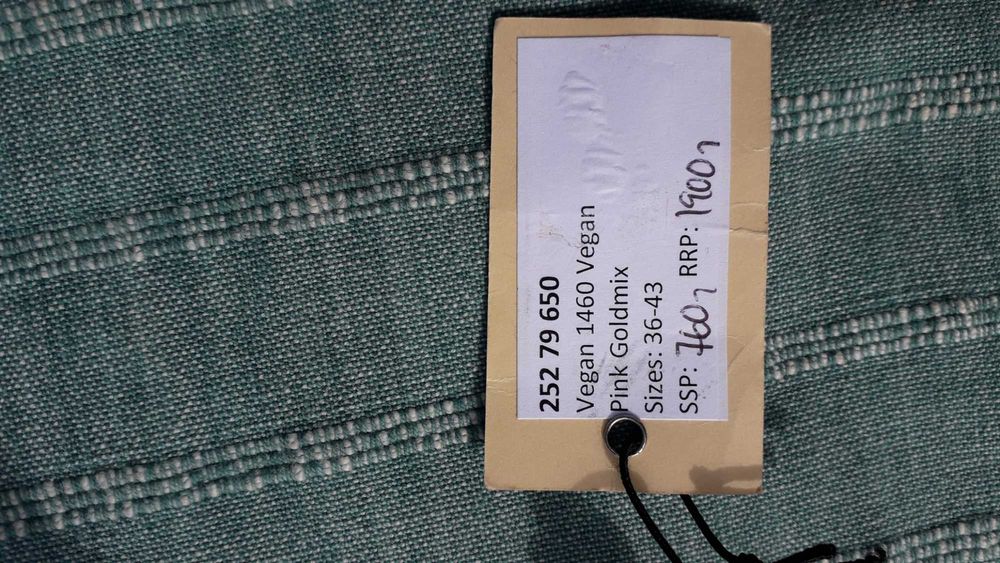 252 79 650
Vegan 1460 Vegan
Pink Goldmix
Sizes: 36-43
SSP: 760 RRP: 1900